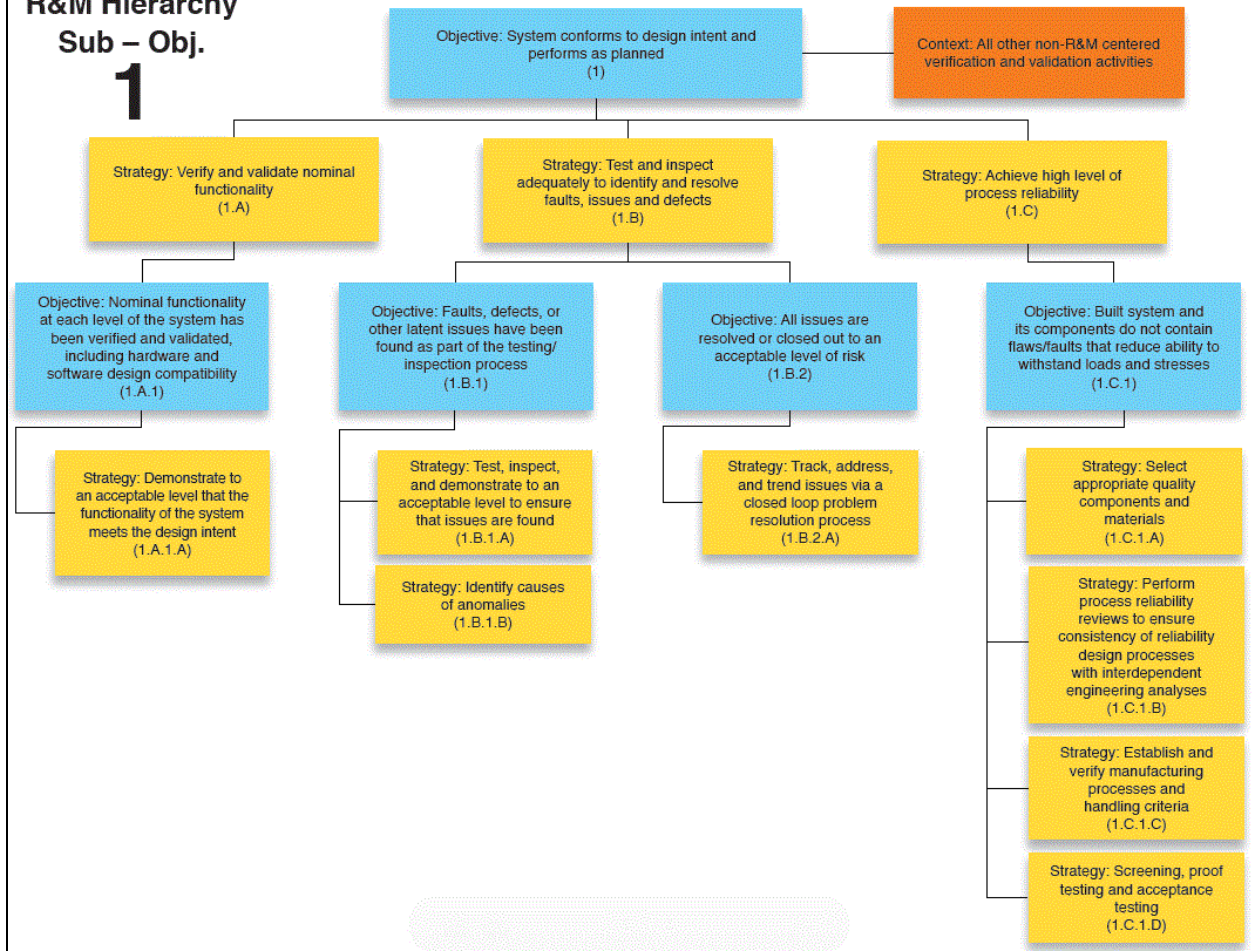 R&M Hierarchy
Sub – Obj.
1
Objective: System conforms to design intent and
performs as planned
(1)
Context: All other non-R&M centered
verification and validation activities
Strategy: Verify and validate nominal
functionality
(1.A)
Strategy: Test and inspect
adequately to identify and resolve
faults, issues and defects
(1.B)
Strategy: Achieve high level of
process reliability
(1.C)
Objective: Nominal functionality
at each level of the system has
been verified and validated,
including hardware and
software design compatibility
(1.A.1)
Objective: Faults, defects, or
other latent issues have been
found as part of the testing/
inspection process
(1.B.1)
Objective: All issues are
resolved or closed out to an
acceptable level of risk
(1.B.2)
Objective: Built system and
its components do not contain
flaws/faults that reduce ability to
withstand loads and stresses
(1.C.1)
Strategy: Demonstrate to
an acceptable level that the
functionality of the system
meets the design intent
(1.A.1.A)
Strategy: Test, inspect,
and demonstrate to an
acceptable level to ensure
that issues are found
(1.B.1.A)
Strategy: Identify causes
of anomalies
(1.B.1.B)
Strategy: Track, address,
and trend issues via a
closed loop problem
resolution process
(1.B.2.A)
Strategy: Select
appropriate quality
components and
materials
(1.C.1.A)
Strategy: Perform
process reliability
reviews to ensure
consistency of reliability
design processes
with interdependent
engineering analyses
(1.C.1.B)
Strategy: Establish and
verify manufacturing
processes and
handling criteria
(1.C.1.C)
Strategy: Screening, proof
testing and acceptance
testing
(1.C.1.D)